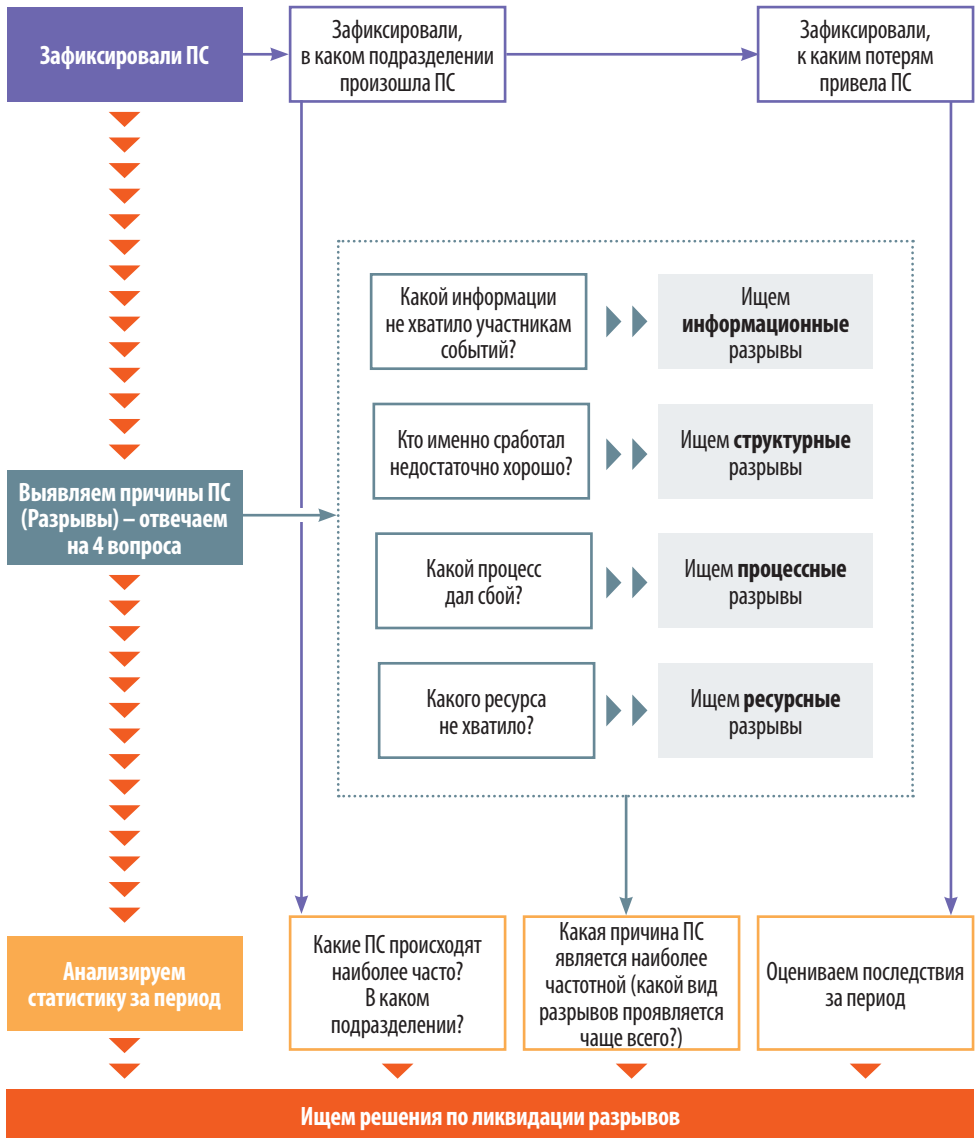 Зафиксировали ПС
Зафиксировали,
в каком подразделении
произошла ПС
Зафиксировали,
к каким потерям
привела ПС
Какой информации
не хватило участникам
событий?
Ищем
информационные
разрывы
Кто именно сработал
недостаточно хорошо?
Ищем структурные
разрывы
Выявляем причины ПС
(Разрывы) – отвечаем
на 4 вопроса
Какой процесс
дал сбой?
Ищем процессные
разрывы
Какого ресурса
не хватило?
Ищем ресурсные
разрывы
Анализируем
статистику за период
Какие ПС происходят
наиболее часто?
В каком
подразделении?
Какая причина ПС
является наиболее
частотной (какой вид
разрывов проявляется
чаще всего?)
Оцениваем последствия
за период
Ищем решения по ликвидации разрывов